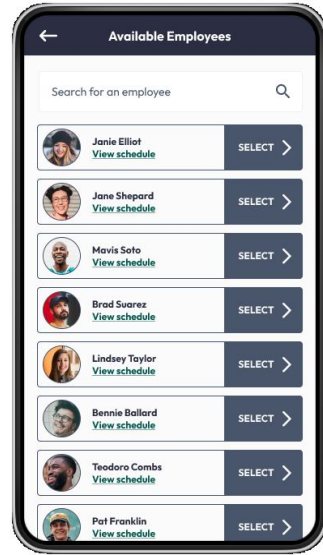 Available Employees
Search for an employee
Janie Elliot
View schedule
SELECT
Jane Shepard
View schedule
SELECT
Mavis Soto
View schedule
SELECT
Brad Suarez
View schedule
SELECT
Lindsey Taylor
View schedule
SELECT
Bennie Ballard
View schedule
SELECT
Teodoro Combs
View schedule
SELECT
Pat Franklin
View schedule
SELECT